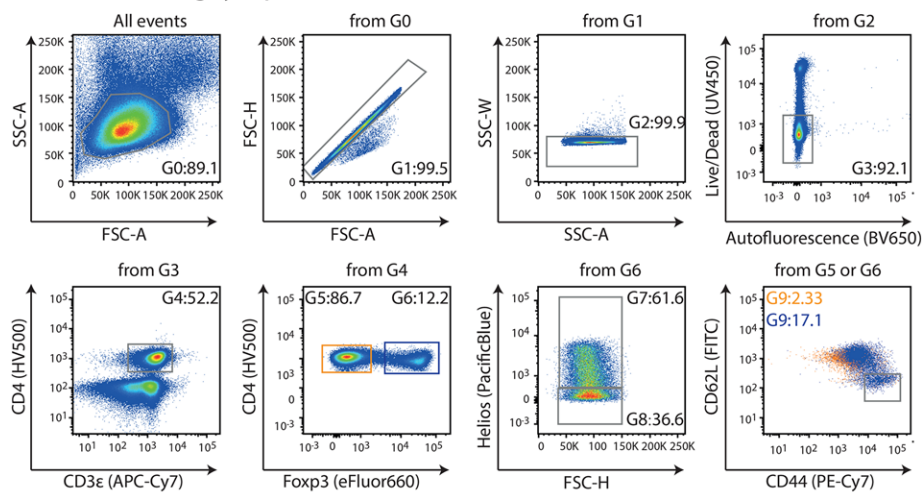 All events
from G0
from G1
from G2
SSC-A
250K
200K
150K
100K
50K
0
G0:89.1
0 50K 100K 150K 200K 250K
FSC-A
FSC-H
250K
200K
150K
100K
50K
0
G1:99.5
0 50K 100K 150K 200K 250K
FSC-A
SSC-W
250K
200K
150K
100K
50K
0
G2:99.9
0 50K 100K 150K 200K 250K
SSC-A
Live/Dead (UV450)
10⁵
10⁴
10³
0
10⁻³
G3:92.1
10⁻³ 0 10³ 10⁴ 10⁵
Autofluorescence (BV650)
from G3
from G4
from G6
from G5 or G6
CD4 (HV500)
10⁵
10⁴
10³
10²
10¹
G4:52.2
10¹ 10² 10³ 10⁴ 10⁵
CD3ε (APC-Cy7)
CD4 (HV500)
10⁵
10⁴
10³
0
10⁻³
G5:86.7 G6:12.2
10⁻³ 0 10³ 10⁴ 10⁵
Foxp3 (eFluor660)
Helios (PacificBlue)
10⁵
10⁴
10³
0
10⁻³
G7:61.6
G8:36.6
0 50K 100K 150K 200K 250K
FSC-H
CD62L (FITC)
10⁵
10⁴
10³
10²
10¹
G9:2.33
G9:17.1
10¹ 10² 10³ 10⁴ 10⁵
CD44 (PE-Cy7)